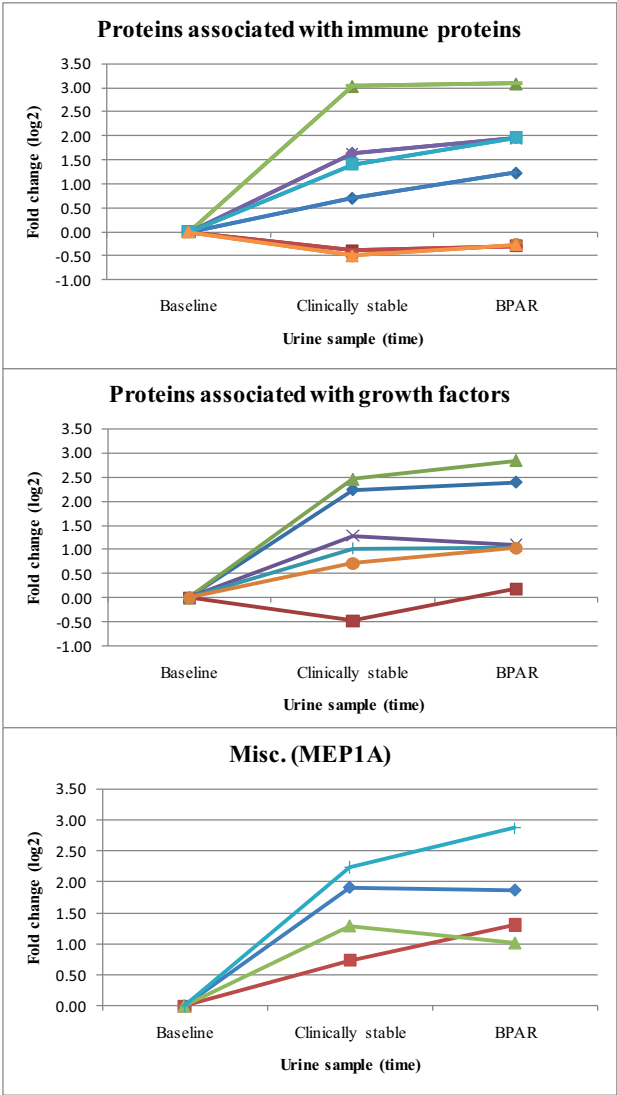 Proteins associated with immune proteins
3.50
3.00
2.50
2.00
1.50
1.00
0.50
0.00
-0.50
-1.00
Fold change (log2)
Baseline Clinically stable BPAR
Urine sample (time)
Proteins associated with growth factors
3.50
3.00
2.50
2.00
1.50
1.00
0.50
0.00
-0.50
-1.00
Fold change (log2)
Baseline Clinically stable BPAR
Urine sample (time)
Misc. (MEP1A)
3.50
3.00
2.50
2.00
1.50
1.00
0.50
0.00
Fold change (log2)
Baseline Clinically stable BPAR
Urine sample (time)